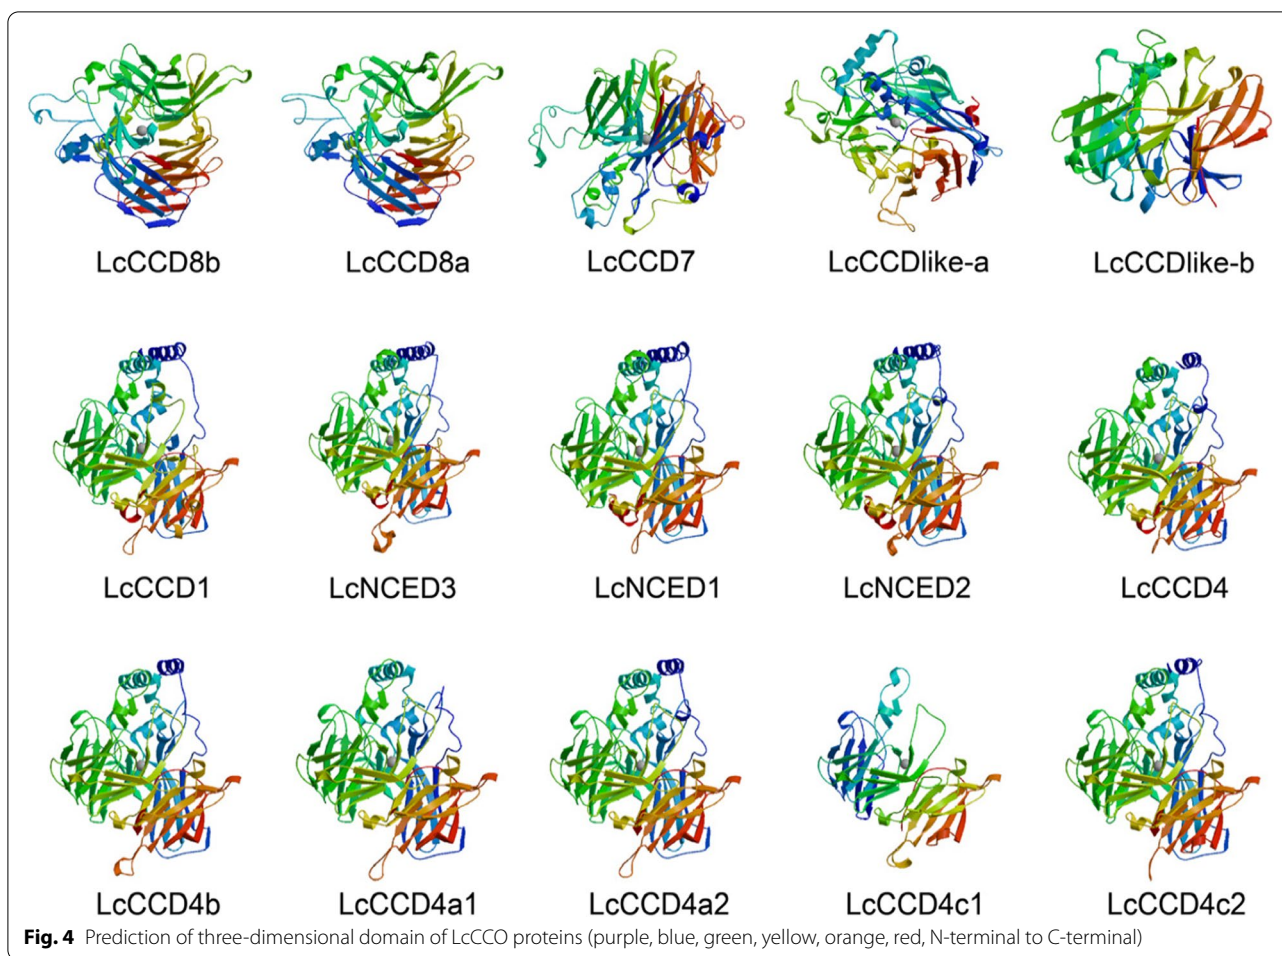 LcCCD8b LcCCD8a LcCCD7 LcCCDlike-a LcCCDlike-b
LcCCD1 LcNCED3 LcNCED1 LcNCED2 LcCCD4
LcCCD4b LcCCD4a1 LcCCD4a2 LcCCD4c1 LcCCD4c2
Fig. 4 Prediction of three-dimensional domain of LcCCO proteins (purple, blue, green, yellow, orange, red, N-terminal to C-terminal)